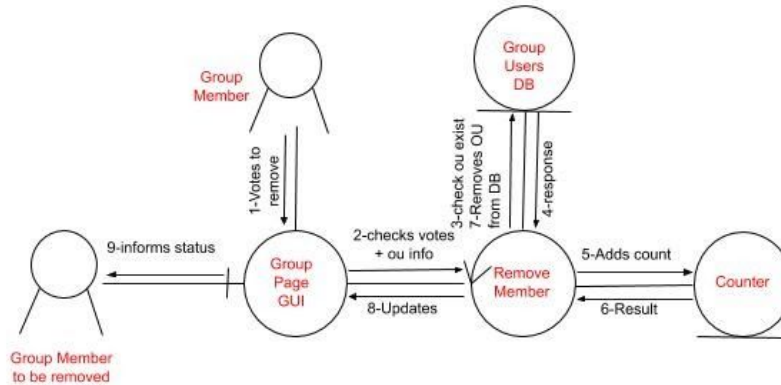 Group
Users
DB
Group
Member
1-Votes to
remove
3-check ou exist
7-Removes OU
from DB
4-response
9-informs status
Group
Page
GUI
2-checks votes
+ ou info
8-Updates
Remove
Member
5-Adds count
6-Result
Counter
Group Member
to be removed